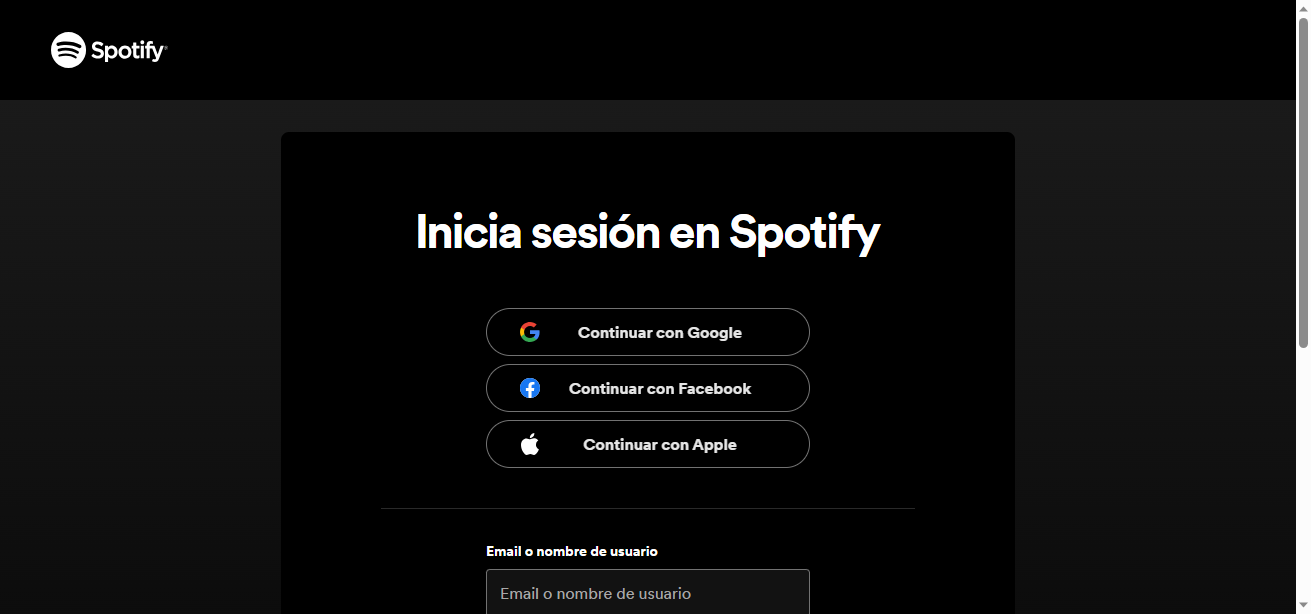 Spotify
Inicia sesión en Spotify
Continuar con Google
Continuar con Facebook
Continuar con Apple
Email o nombre de usuario
Email o nombre de usuario